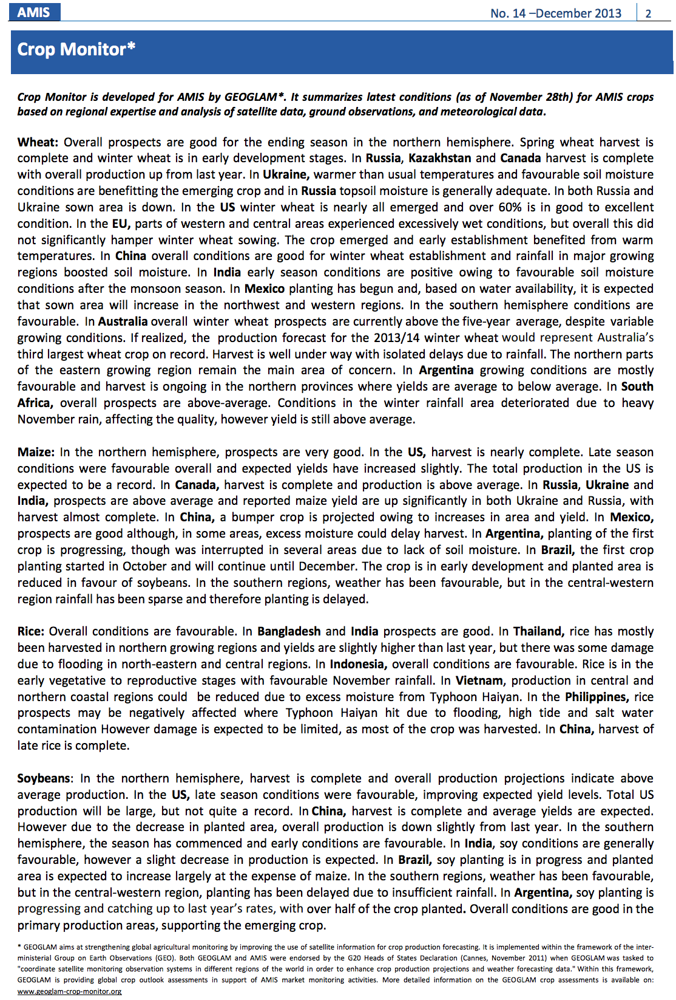 AMIS
No. 14 –December 2013 2
Crop Monitor*
Crop Monitor is developed for AMIS by GEOGLAM*. It summarizes latest conditions (as of November 28th) for AMIS crops
based on regional expertise and analysis of satellite data, ground observations, and meteorological data.
Wheat: Overall prospects are good for the ending season in the northern hemisphere. Spring wheat harvest is
complete and winter wheat is in early development stages. In Russia, Kazakhstan and Canada harvest is complete
with overall production up from last year. In Ukraine, warmer than usual temperatures and favourable soil moisture
conditions are benefitting the emerging crop and in Russia topsoil moisture is generally adequate. In both Russia and
Ukraine sown area is down. In the US winter wheat is nearly all emerged and over 60% is in good to excellent
condition. In the EU, parts of western and central areas experienced excessively wet conditions, but overall this did
not significantly hamper winter wheat sowing. The crop emerged and early establishment benefited from warm
temperatures. In China overall conditions are good for winter wheat establishment and rainfall in major growing
regions boosted soil moisture. In India early season conditions are positive owing to favourable soil moisture
conditions after the monsoon season. In Mexico planting has begun and, based on water availability, it is expected
that sown area will increase in the northwest and western regions. In the southern hemisphere conditions are
favourable. In Australia overall winter wheat prospects are currently above the five-year average, despite variable
growing conditions. If realized, the production forecast for the 2013/14 winter wheat would represent Australia’s
third largest wheat crop on record. Harvest is well under way with isolated delays due to rainfall. The northern parts
of the eastern growing region remain the main area of concern. In Argentina growing conditions are mostly
favourable and harvest is ongoing in the northern provinces where yields are average to below average. In South
Africa, overall prospects are above-average. Conditions in the winter rainfall area deteriorated due to heavy
November rain, affecting the quality, however yield is still above average.
Maize: In the northern hemisphere, prospects are very good. In the US, harvest is nearly complete. Late season
conditions were favourable overall and expected yields have increased slightly. The total production in the US is
expected to be a record. In Canada, harvest is complete and production is above average. In Russia, Ukraine and
India, prospects are above average and reported maize yield are up significantly in both Ukraine and Russia, with
harvest almost complete. In China, a bumper crop is projected owing to increases in area and yield. In Mexico,
prospects are good although, in some areas, excess moisture could delay harvest. In Argentina, planting of the first
crop is progressing, though was interrupted in several areas due to lack of soil moisture. In Brazil, the first crop
planting started in October and will continue until December. The crop is in early development and planted area is
reduced in favour of soybeans. In the southern regions, weather has been favourable, but in the central-western
region rainfall has been sparse and therefore planting is delayed.
Rice: Overall conditions are favourable. In Bangladesh and India prospects are good. In Thailand, rice has mostly
been harvested in northern growing regions and yields are slightly higher than last year, but there was some damage
due to flooding in north-eastern and central regions. In Indonesia, overall conditions are favourable. Rice is in the
early vegetative to reproductive stages with favourable November rainfall. In Vietnam, production in central and
northern coastal regions could be reduced due to excess moisture from Typhoon Haiyan. In the Philippines, rice
prospects may be negatively affected where Typhoon Haiyan hit due to flooding, high tide and salt water
contamination However damage is expected to be limited, as most of the crop was harvested. In China, harvest of
late rice is complete.
Soybeans: In the northern hemisphere, harvest is complete and overall production projections indicate above
average production. In the US, late season conditions were favourable, improving expected yield levels. Total US
production will be large, but not quite a record. In China, harvest is complete and average yields are expected.
However due to the decrease in planted area, overall production is down slightly from last year. In the southern
hemisphere, the season has commenced and early conditions are favourable. In India, soy conditions are generally
favourable, however a slight decrease in production is expected. In Brazil, soy planting is in progress and planted
area is expected to increase largely at the expense of maize. In the southern regions, weather has been favourable,
but in the central-western region, planting has been delayed due to insufficient rainfall. In Argentina, soy planting is
progressing and catching up to last year’s rates, with over half of the crop planted. Overall conditions are good in the
primary production areas, supporting the emerging crop.
* GEOGLAM aims at strengthening global agricultural monitoring by improving the use of satellite information for crop production forecasting. It is implemented within the framework of the inter-
ministerial Group on Earth Observations (GEO). Both GEOGLAM and AMIS were endorsed by the G20 Heads of States Declaration (Cannes, November 2011) when GEOGLAM was tasked to
"coordinate satellite monitoring observation systems in different regions of the world in order to enhance crop production projections and weather forecasting data." Within this framework,
GEOGLAM is providing global crop outlook assessments in support of AMIS market monitoring activities. More detailed information on the GEOGLAM crop assessments is available on:
www.geoglam-crop-monitor.org